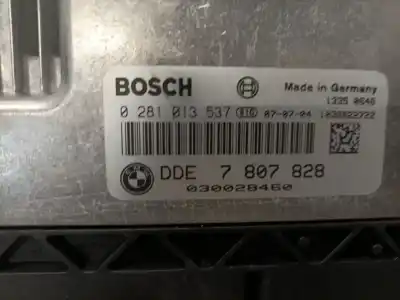 BOSCH
Made in Germany
0 281 013 537 07-07-04
DDE 7 807 828
030028460